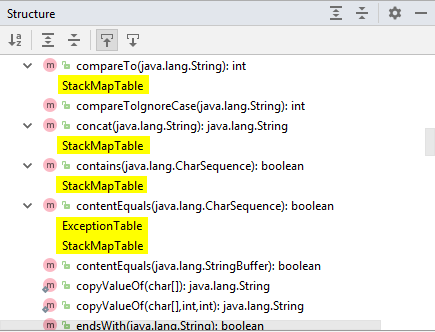 Structure
compareTo(java.lang.String): int
StackMapTable
compareToIgnoreCase(java.lang.String): int
concat(java.lang.String): java.lang.String
StackMapTable
contains(java.lang.CharSequence): boolean
StackMapTable
contentEquals(java.lang.CharSequence): boolean
ExceptionTable
StackMapTable
contentEquals(java.lang.StringBuffer): boolean
copyValueOf(char[]): java.lang.String
copyValueOf(char[],int,int): java.lang.String
endsWith(java.lang.String): boolean